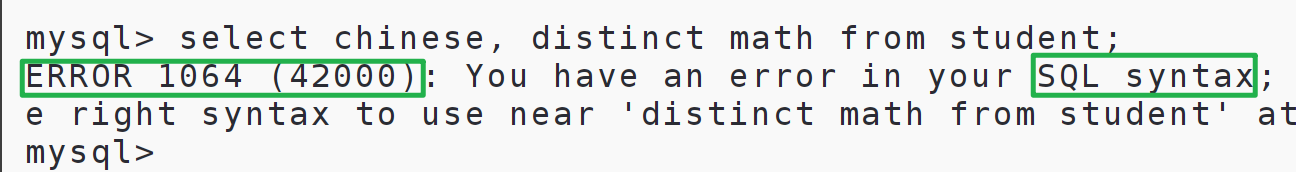 mysql> select chinese, distinct math from student;
ERROR 1064 (42000): You have an error in your SQL syntax;
e right syntax to use near 'distinct math from student' at
mysql>